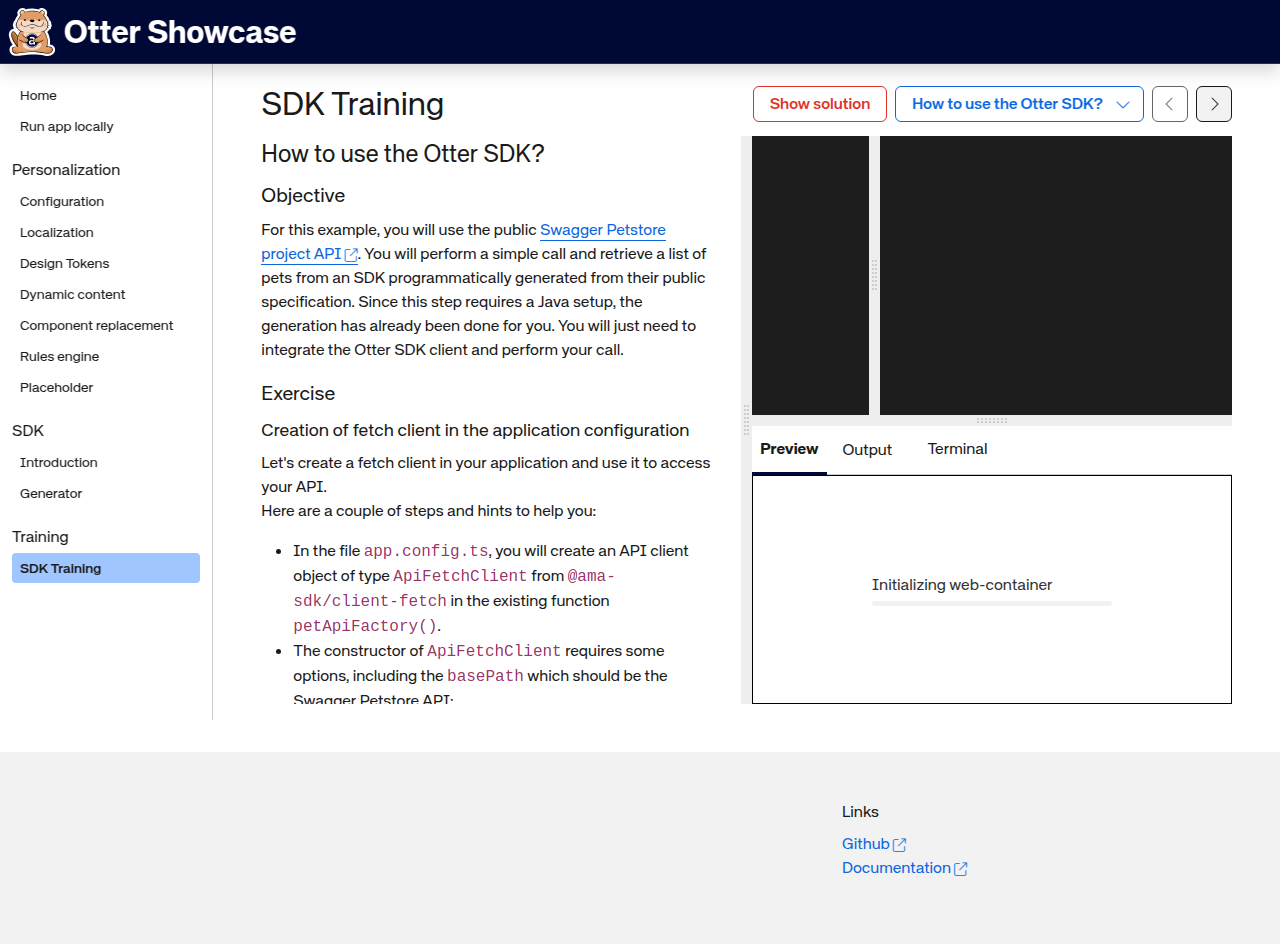 Otter Showcase
Home
Run app locally
Personalization
Configuration
Localization
Design Tokens
Dynamic content
Component replacement
Rules engine
Placeholder
SDK
Introduction
Generator
Training
SDK Training
SDK Training
Show solution
How to use the Otter SDK?
How to use the Otter SDK?
Objective
For this example, you will use the public Swagger Petstore
project API. You will perform a simple call and retrieve a list of
pets from an SDK programmatically generated from their public
specification. Since this step requires a Java setup, the
generation has already been done for you. You will just need to
integrate the Otter SDK client and perform your call.
Exercise
Creation of fetch client in the application configuration
Let's create a fetch client in your application and use it to access
your API.
Here are a couple of steps and hints to help you:
In the file app.config.ts, you will create an API client
object of type ApiFetchClient from @ama-
sdk/client-fetch in the existing function
petApiFactory().
The constructor of ApiFetchClient requires some
options, including the basePath which should be the
Swagger Petstore API:
Preview
Output
Terminal
Initializing web-container
Links
Github
Documentation